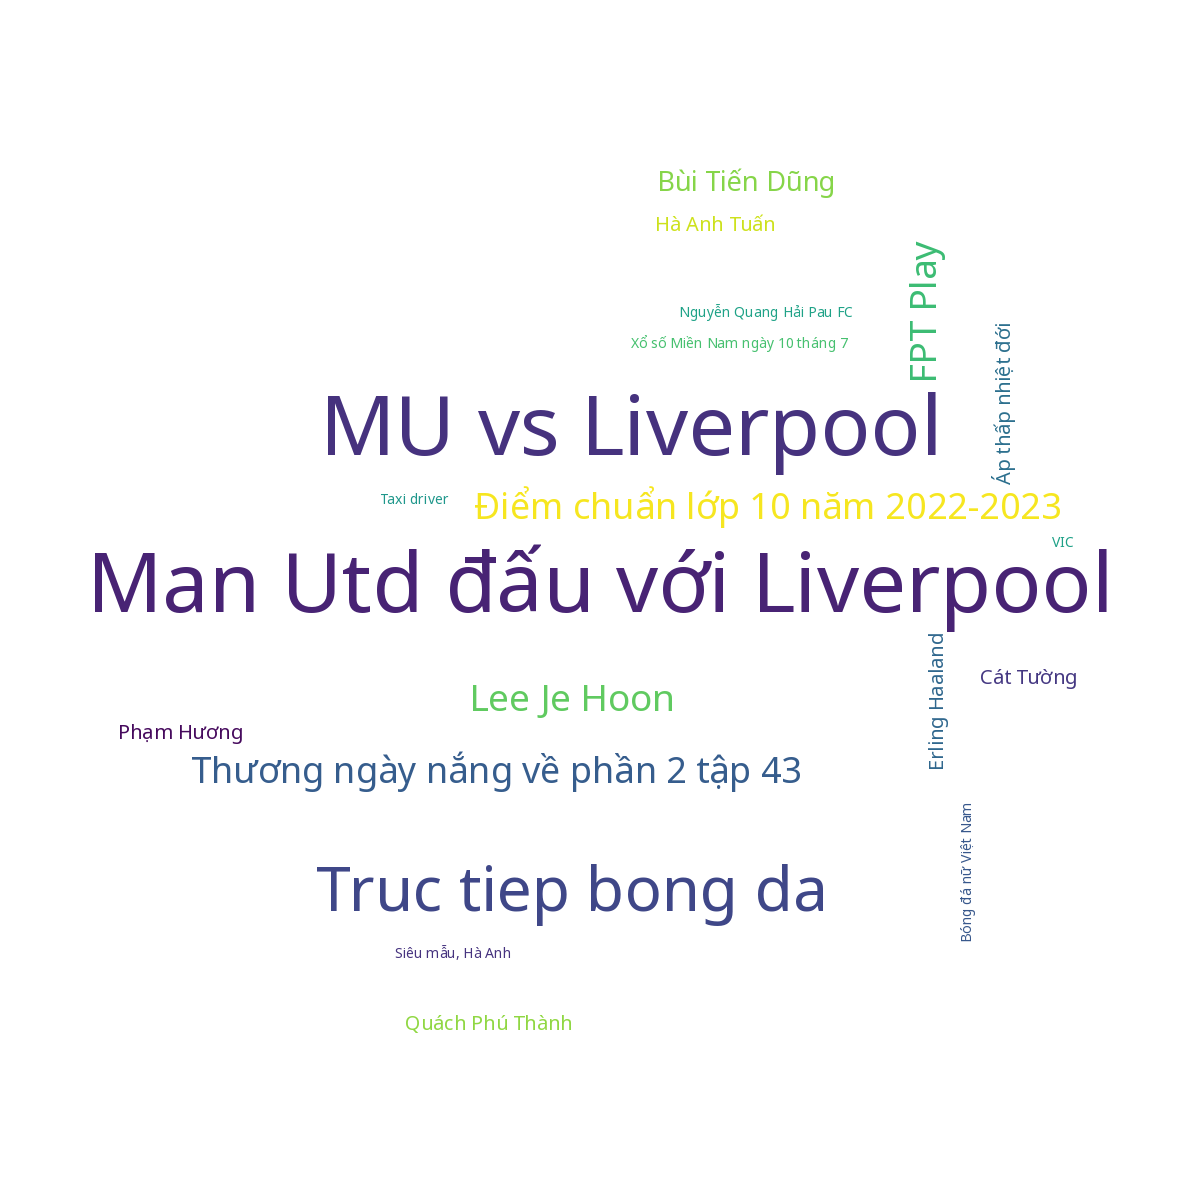 Bùi Tiến Dũng
Hà Anh Tuấn
FPT Play
Nguyễn Quang Hải Pau FC
Xổ số Miền Nam ngày 10 tháng 7
Áp thấp nhiệt đới
MU vs Liverpool
Taxi driver
Điểm chuẩn lớp 10 năm 2022-2023
VIC
Man Utd đấu với Liverpool
Erling Haaland
Cát Tường
Lee Je Hoon
Phạm Hương
Thương ngày nắng về phần 2 tập 43
Bóng đá nữ Việt Nam
Truc tiep bong da
Siêu mẫu, Hà Anh
Quách Phú Thành